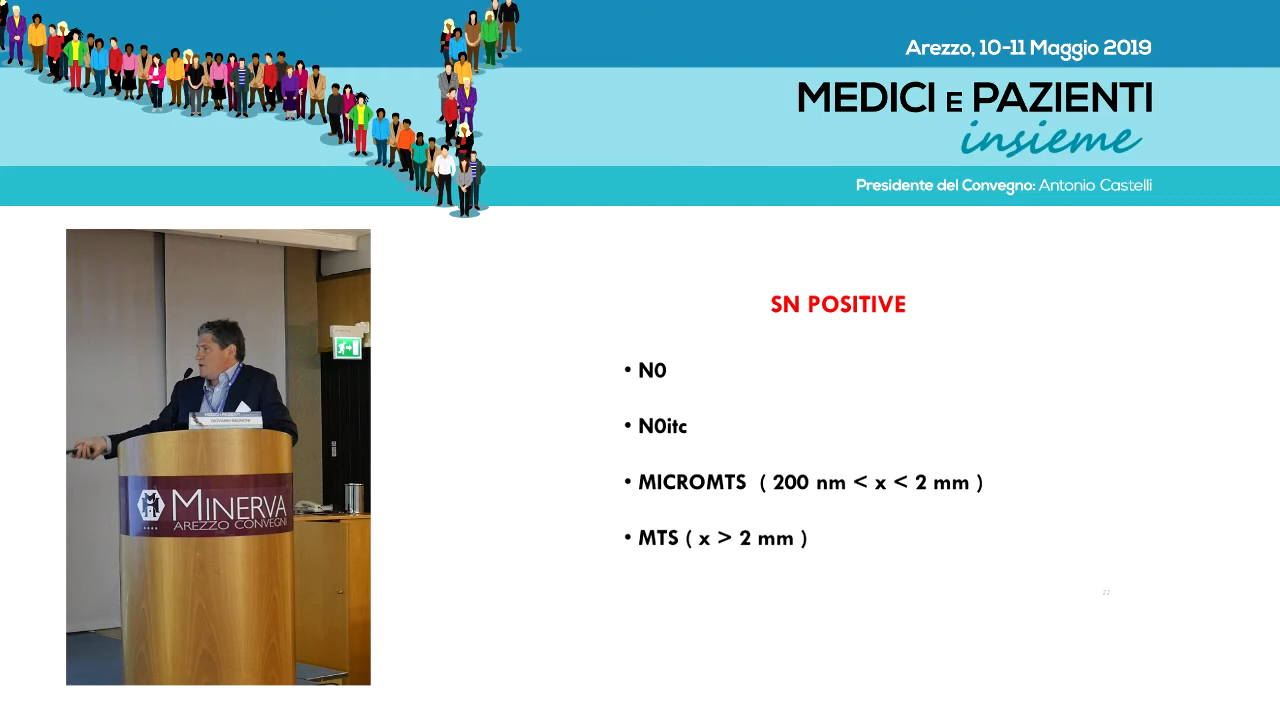 Arezzo, 10-11 Maggio 2019
MEDICI E PAZIENTI
insieme
Presidente del Convegno: Antonio Castelli
SN POSITIVE
• N0
• N0itc
• MICROMTS ( 200 nm < x < 2 mm )
• MTS ( x > 2 mm )
MINERVA
AREZZO CONVEGNI